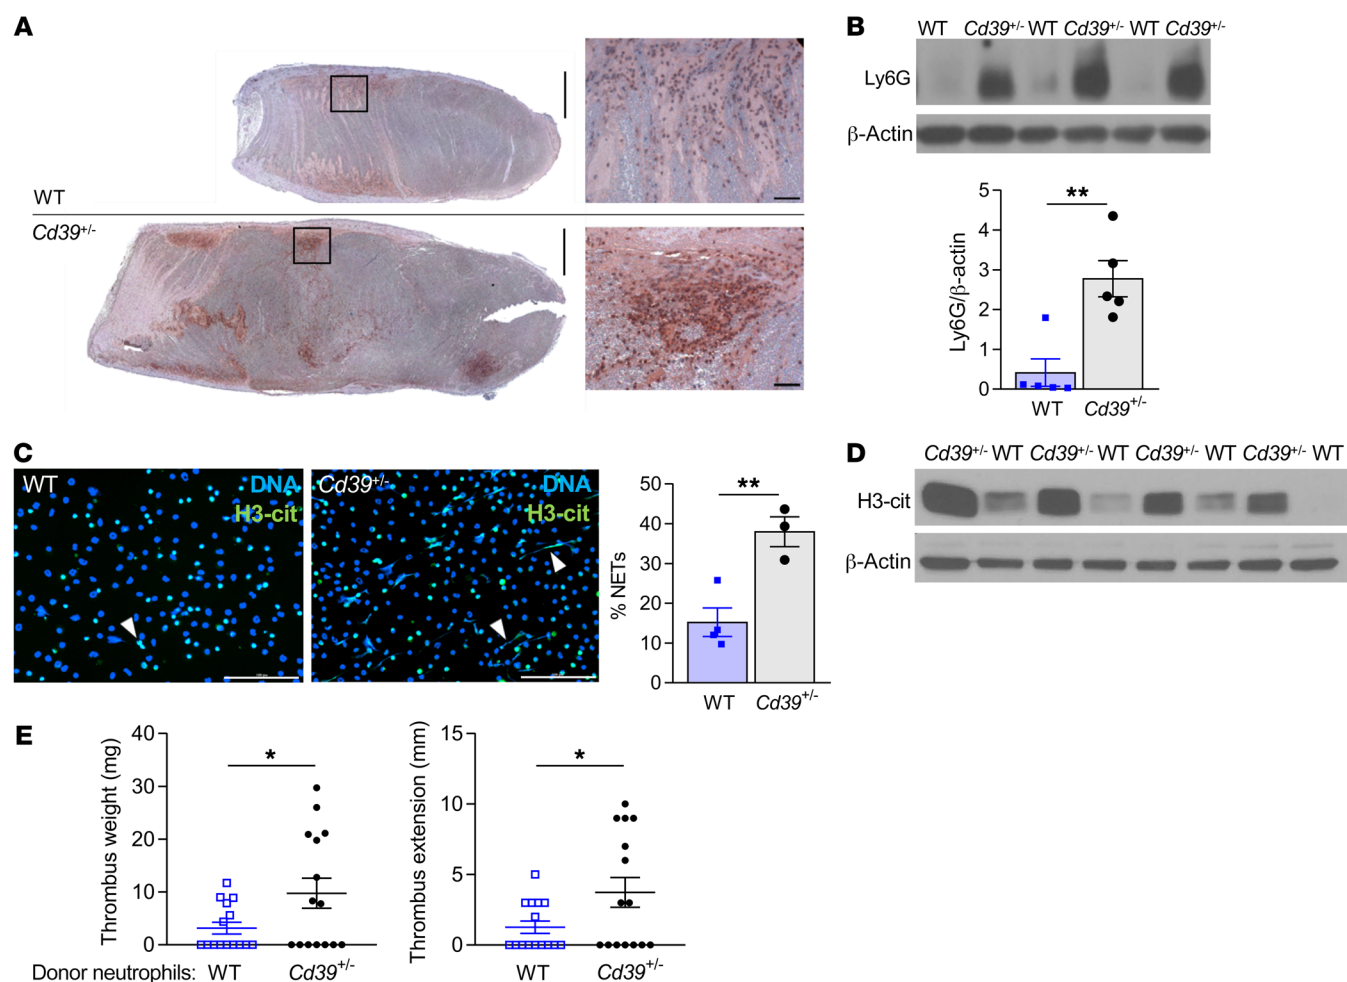 A
WT
Cd39+/-
B
WT Cd39+/- WT Cd39+/- WT Cd39+/-
Ly6G
β-Actin
5
4
3
2
1
0
Ly6G/β-actin
**
WT Cd39+/-
C
WT
DNA
H3-cit
Cd39+/-
DNA
H3-cit
50
40
30
20
10
0
% NETs
**
WT Cd39+/-
D
Cd39+/- WT Cd39+/- WT Cd39+/- WT Cd39+/- WT
H3-cit
β-Actin
E
40
30
20
10
0
Thrombus weight (mg)
*
15
10
5
0
Thrombus extension (mm)
*
Donor neutrophils: WT Cd39+/- WT Cd39+/-